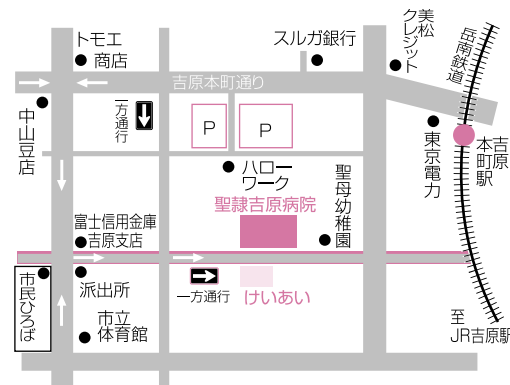 トモエ
商店
スルガ銀行
美松
クレジット
岳南鉄道
吉原本町通り
中山豆店
一方通行
P
P
東京電力
吉原
本町駅
ハロー
ワーク
聖母幼稚園
聖隷吉原病院
富士信用金庫
吉原支店
市民ひろば
派出所
一方通行
けいあい
市立
体育館
至
JR吉原駅